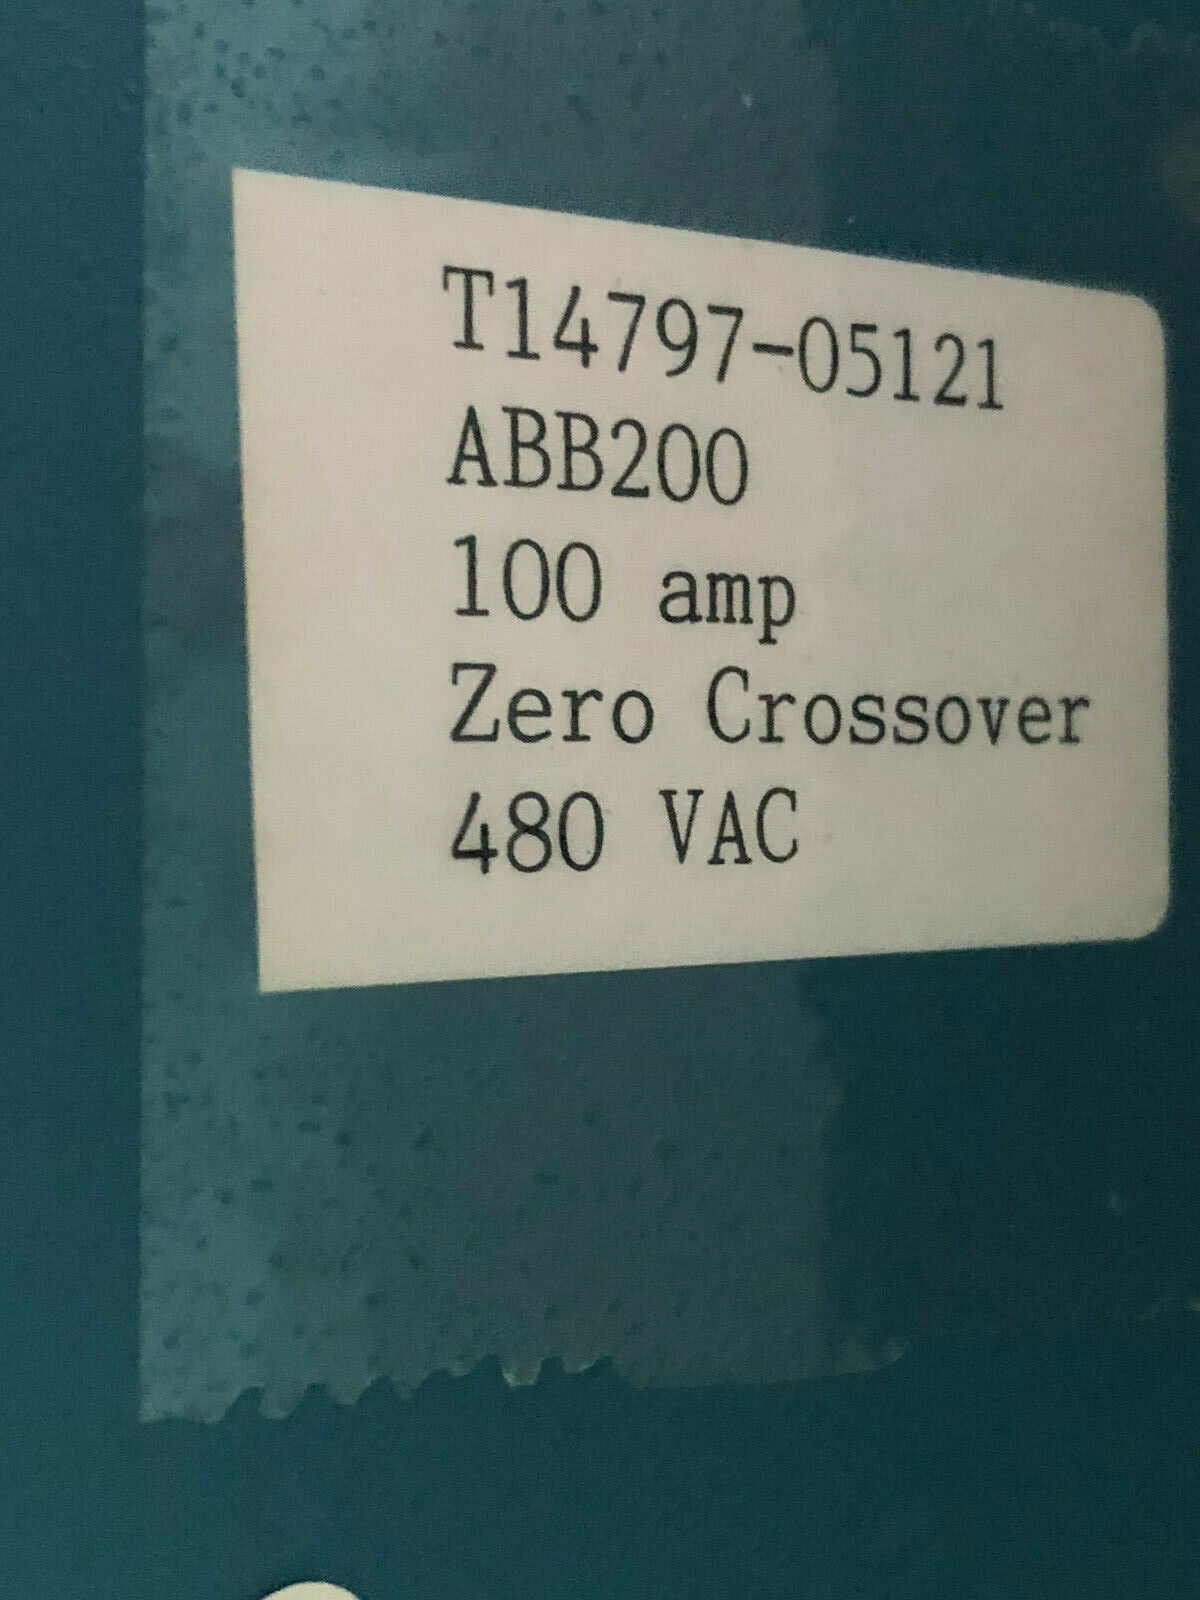 T14797-05121
ABB200
100 amp
Zero Crossover
480 VAC